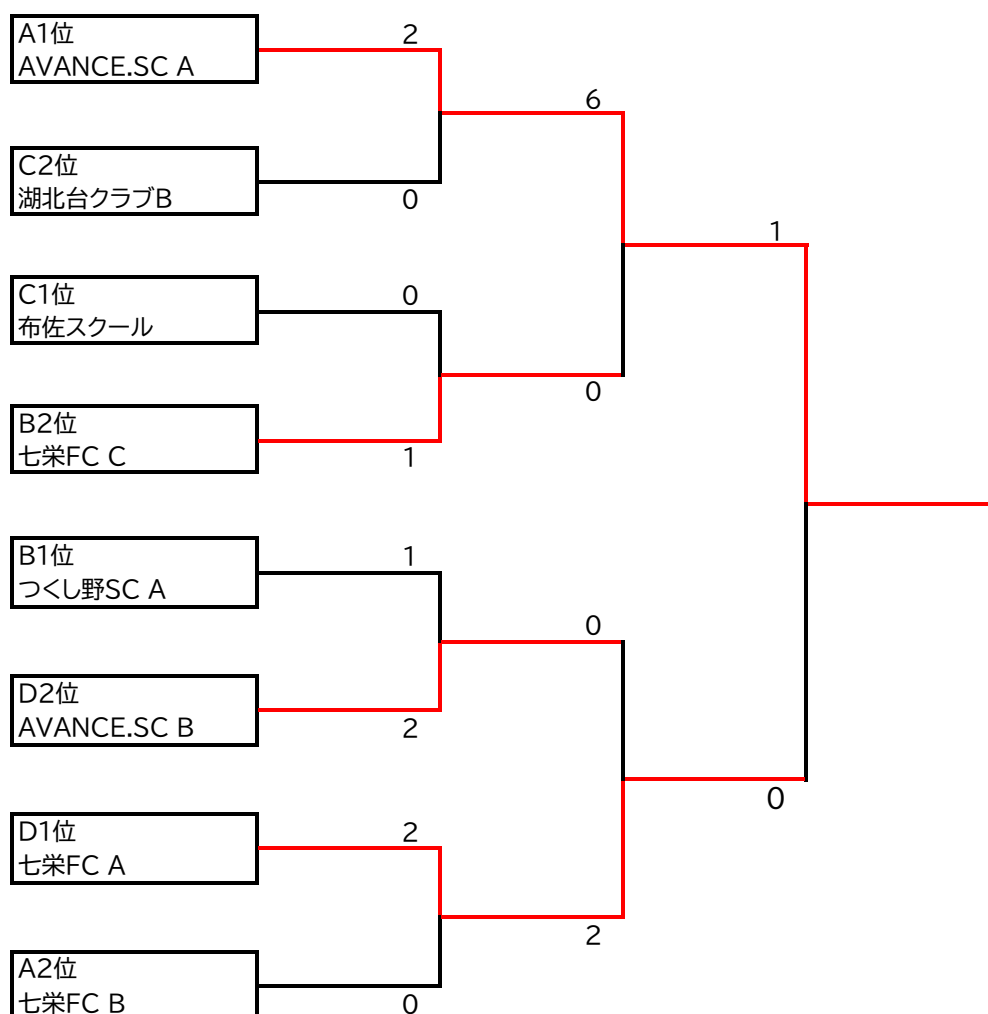 A1位
AVANCE.SC A
2
6
C2位
湖北台クラブB
0
1
C1位
布佐スクール
0
0
B2位
七栄FC C
1
B1位
つくし野SC A
1
0
D2位
AVANCE.SC B
2
0
D1位
七栄FC A
2
2
A2位
七栄FC B
0